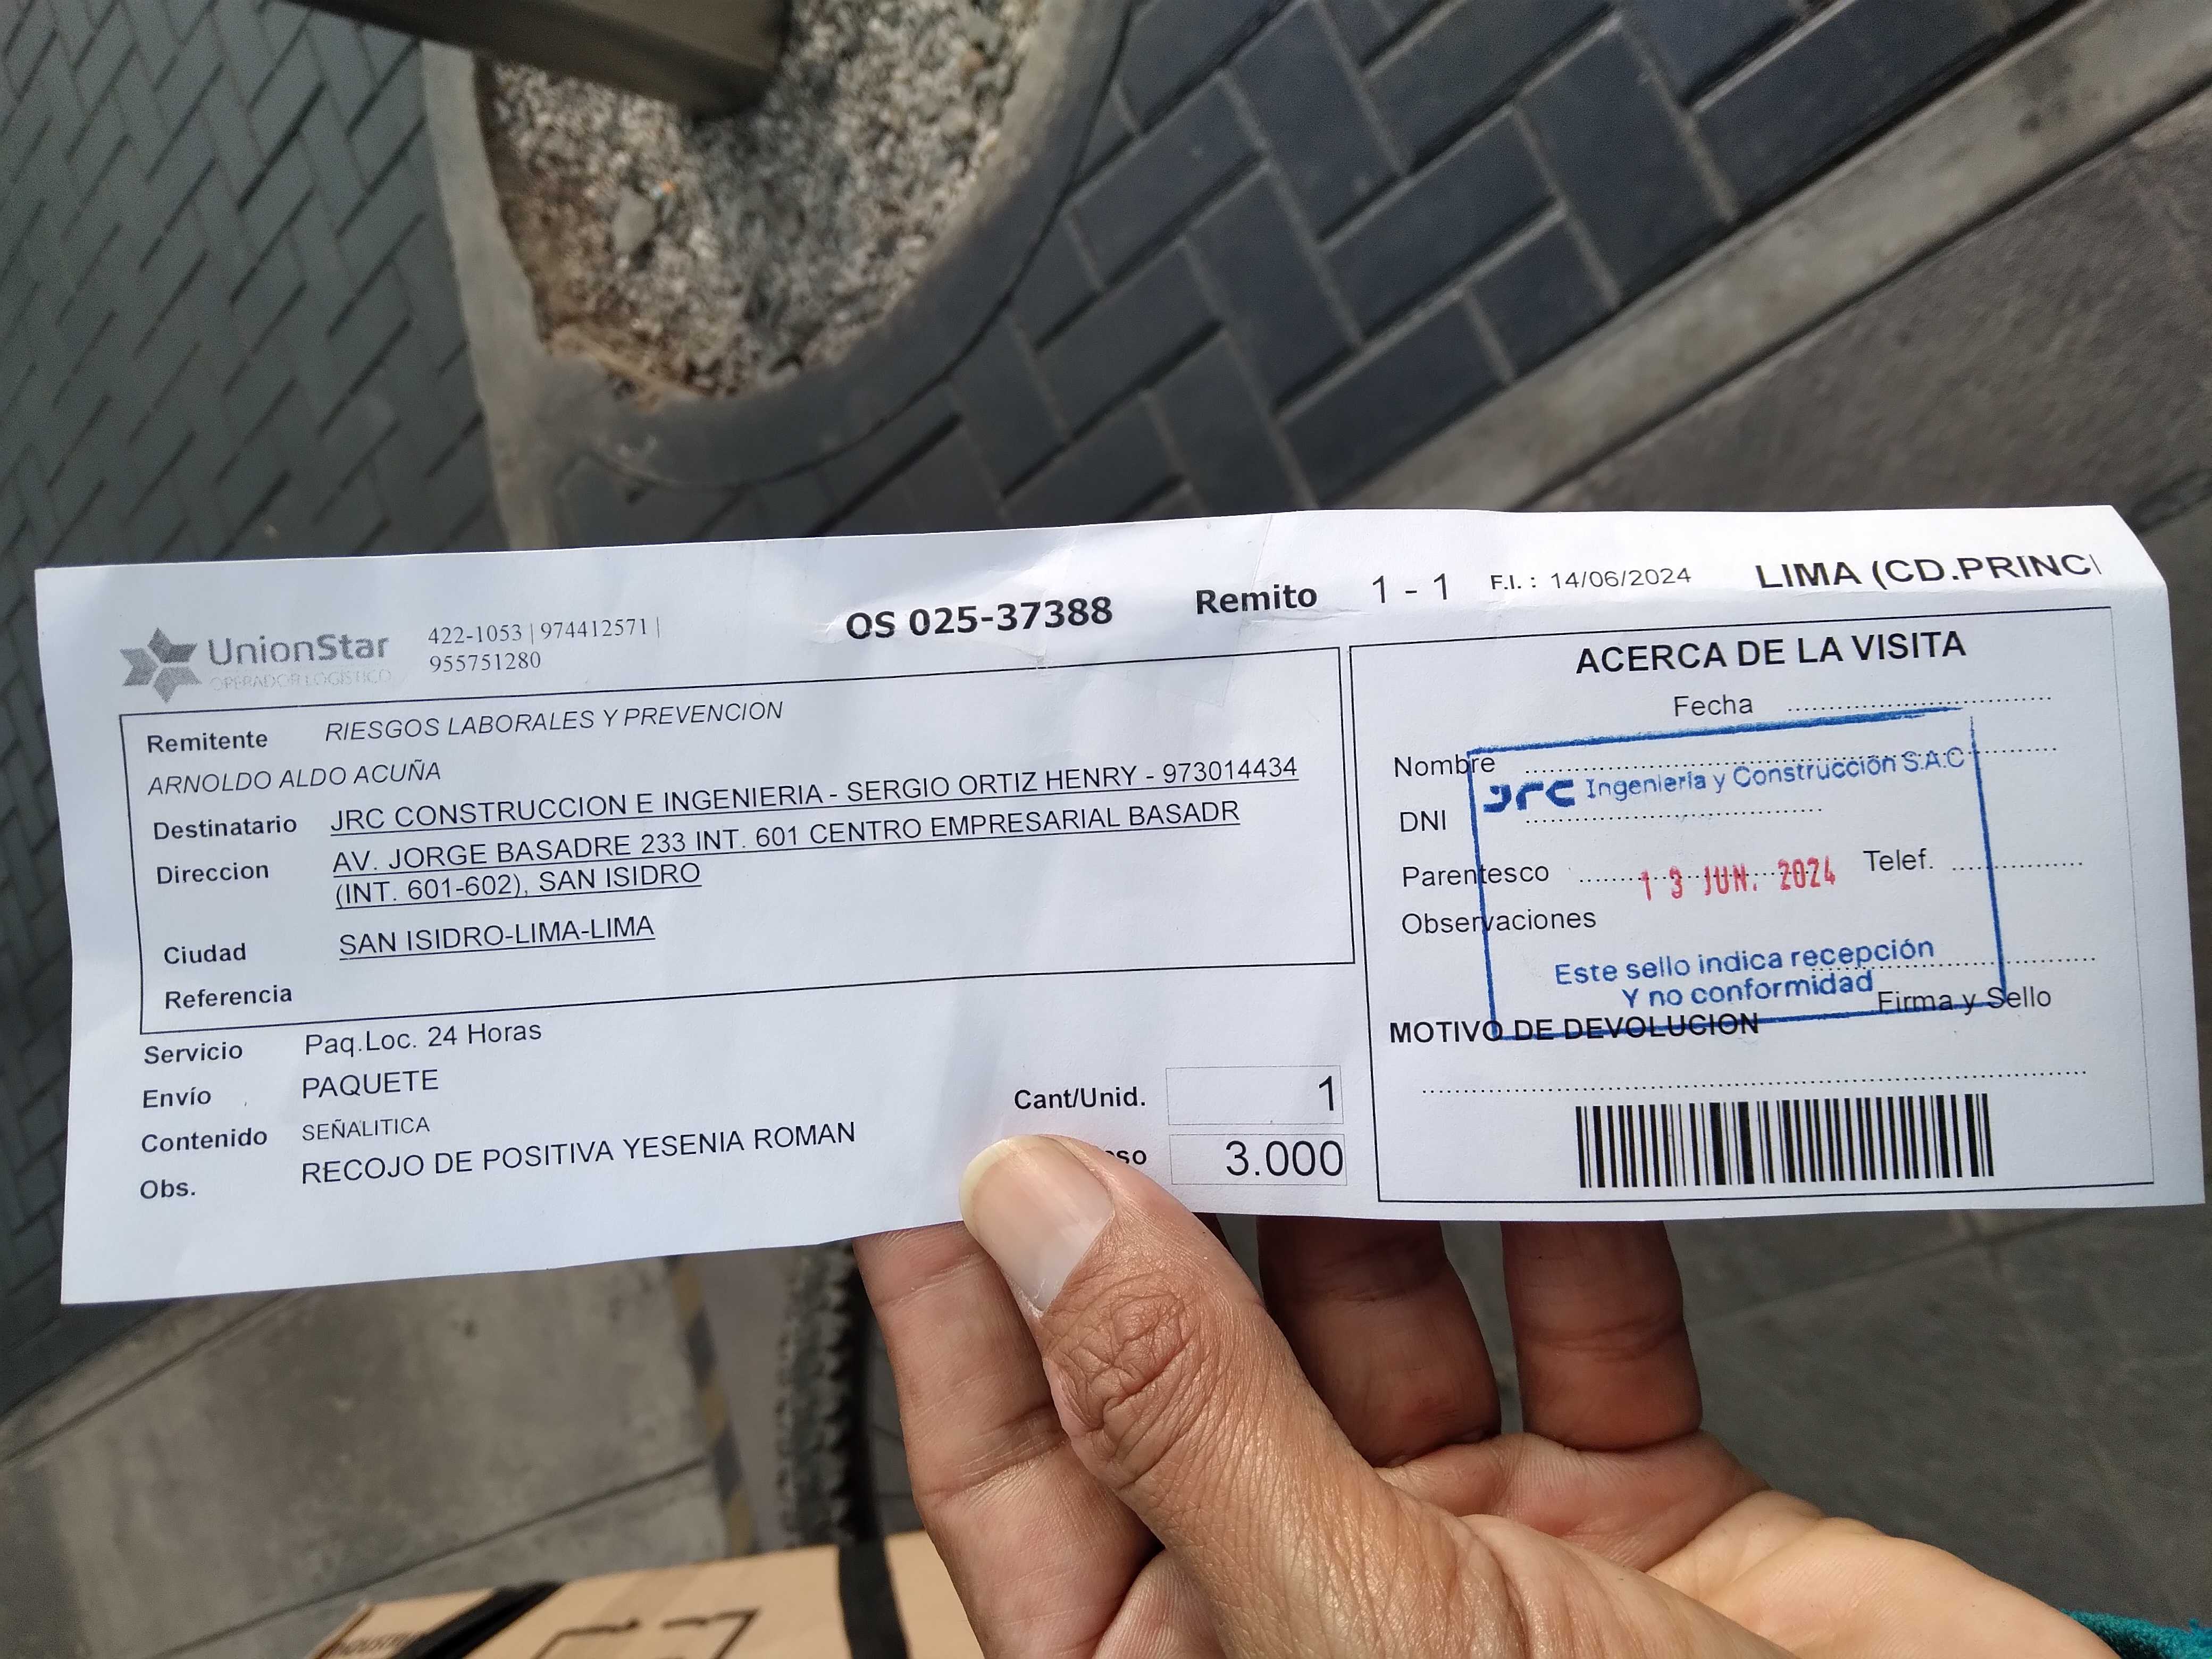 UnionStar
OPERADOR LOGISTICO
422-1053 | 974412571 |
955751280
OS 025-37388
Remito 1 - 1 F.I. : 14/06/2024 LIMA (CD.PRINCI
Remitente RIESGOS LABORALES Y PREVENCION
ARNOLDO ALDO ACUÑA
Destinatario JRC CONSTRUCCION E INGENIERIA - SERGIO ORTIZ HENRY - 973014434
Direccion AV. JORGE BASADRE 233 INT. 601 CENTRO EMPRESARIAL BASADR
(INT. 601-602), SAN ISIDRO
Ciudad SAN ISIDRO-LIMA-LIMA
Referencia
Servicio Paq.Loc. 24 Horas
Envío PAQUETE
Contenido SEÑALITICA
Obs. RECOJO DE POSITIVA YESENIA ROMAN
Cant/Unid. 1
so 3.000
ACERCA DE LA VISITA
Fecha
Nombre
JRC Ingeniería y Construcción S.A.C
DNI
Parentesco 13 JUN. 2024 Telef.
Observaciones
Este sello indica recepción
Y no conformidad
Firma y Sello
MOTIVO DE DEVOLUCION